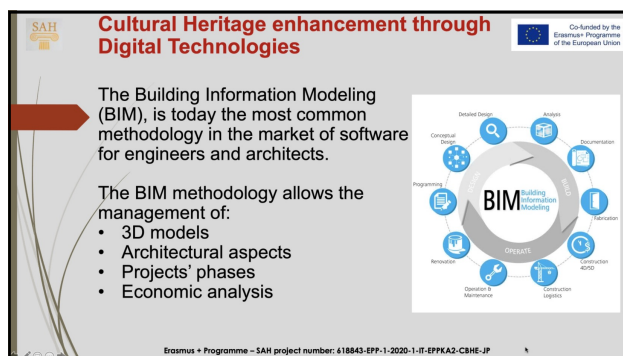 SAH
Cultural Heritage enhancement through
Digital Technologies
Co-funded by the
Erasmus+ Programme
of the European Union
The Building Information Modeling
(BIM), is today the most common
methodology in the market of software
for engineers and architects.
The BIM methodology allows the
management of:
• 3D models
• Architectural aspects
• Projects' phases
• Economic analysis
Detailed Design
Analysis
Conceptual
Design
Documentation
Programming
DESIGN
BUILD
BIM Building
Information
Modeling
Fabrication
Renovation
OPERATE
Construction
4D/5D
Operation &
Maintenance
Construction
Logistics
Erasmus + Programme – SAH project number: 618843-EPP-1-2020-1-IT-EPPKA2-CBHE-JP